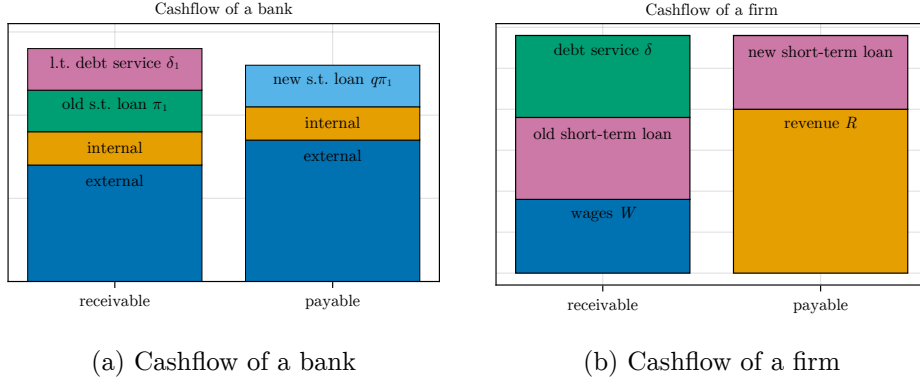 Cashflow of a bank
l.t. debt service δ₁
old s.t. loan π₁
internal
external
new s.t. loan qπ₁
internal
external
receivable
payable
(a) Cashflow of a bank
Cashflow of a firm
debt service δ
old short-term loan
wages W
new short-term loan
revenue R
receivable
payable
(b) Cashflow of a firm